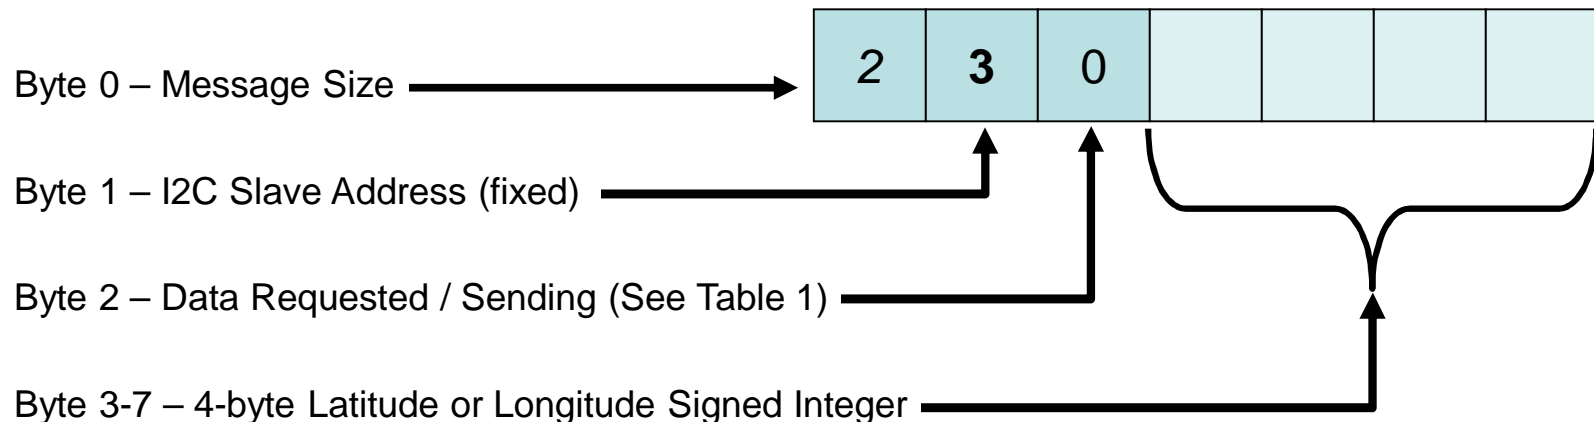 2 3 0
Byte 0 – Message Size
Byte 1 – I2C Slave Address (fixed)
Byte 2 – Data Requested / Sending (See Table 1)
Byte 3-7 – 4-byte Latitude or Longitude Signed Integer